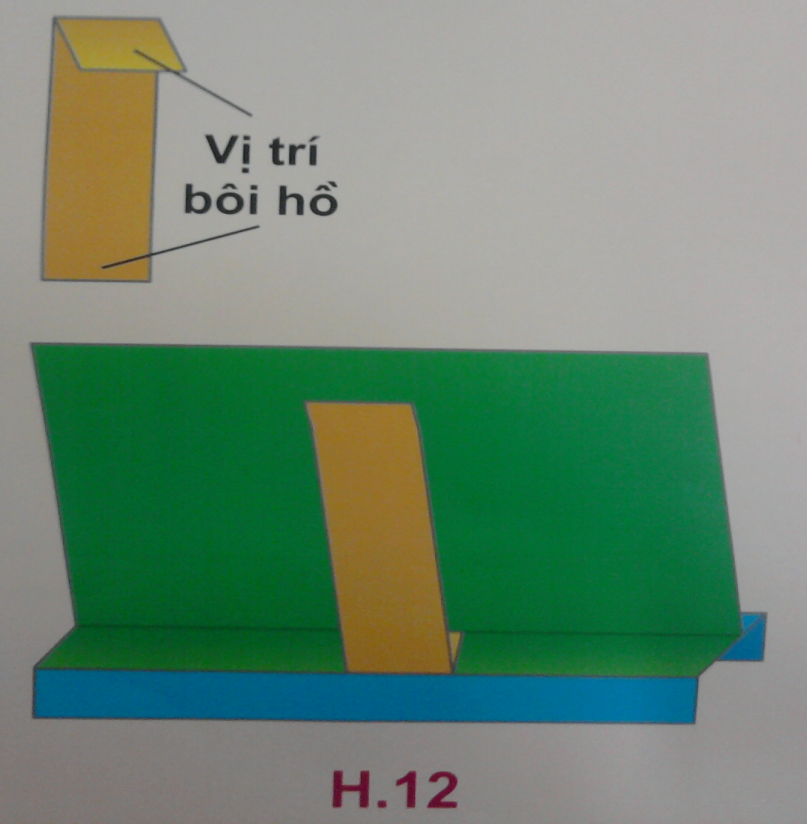 Vị trí
bôi hồ
H.12